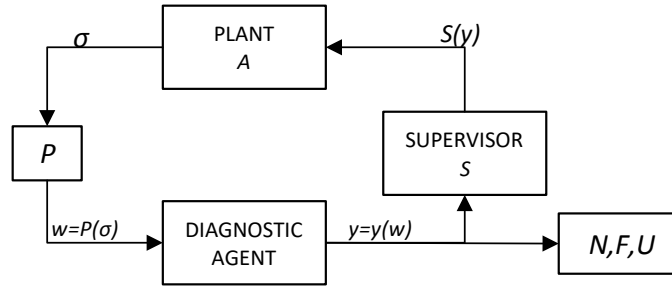 σ
PLANT
A
S(y)
P
SUPERVISOR
S
w=P(σ)
DIAGNOSTIC
AGENT
y=y(w)
N,F,U